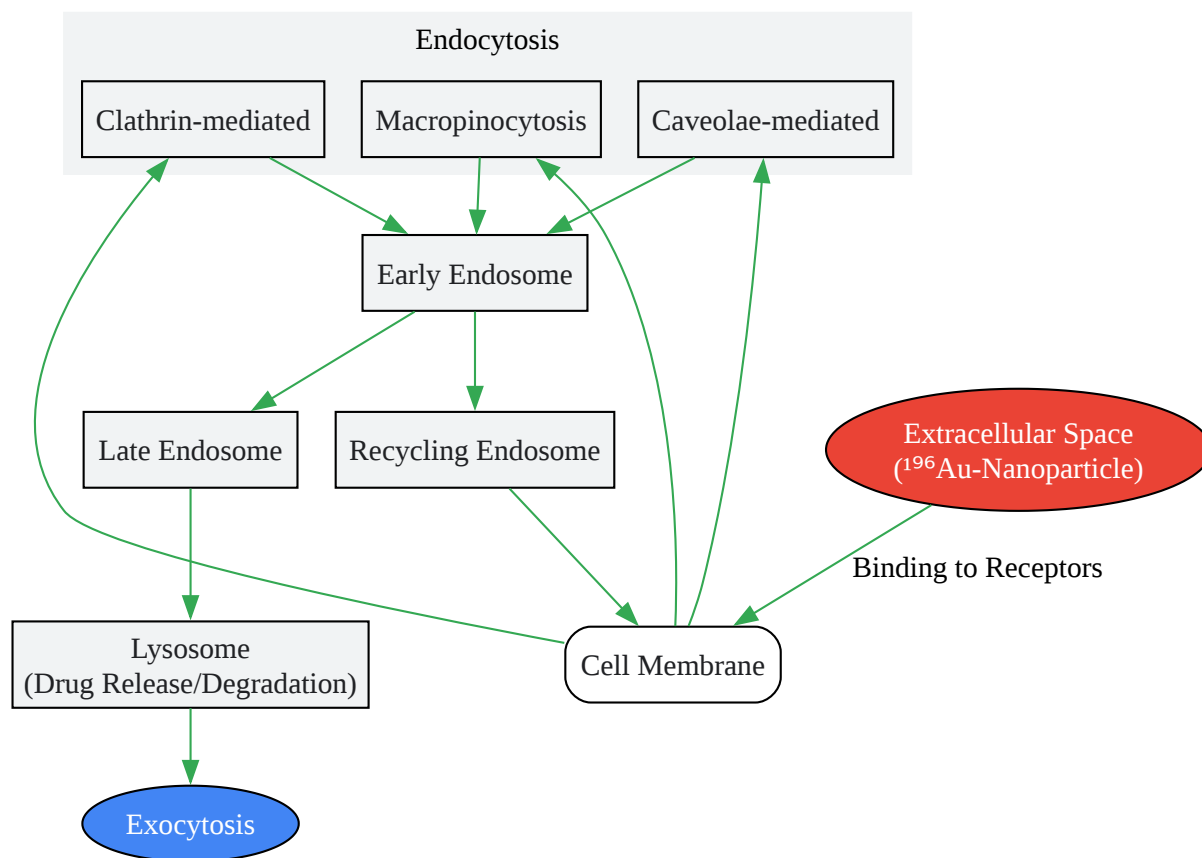 Endocytosis
Clathrin-mediated
Macropinocytosis
Caveolae-mediated
Early Endosome
Late Endosome
Recycling Endosome
Extracellular Space
(¹⁹⁶Au-Nanoparticle)
Binding to Receptors
Lysosome
(Drug Release/Degradation)
Cell Membrane
Exocytosis